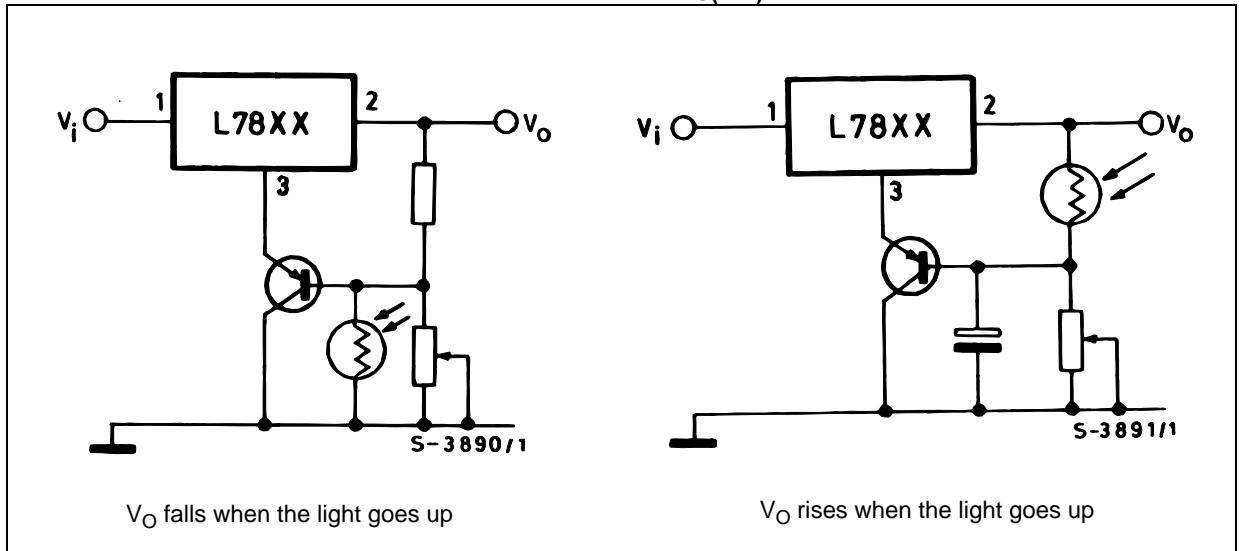 Vi 1 L78XX 2 VO
3
S-3890/1
VO falls when the light goes up
Vi 1 L78XX 2 VO
3
S-3891/1
VO rises when the light goes up